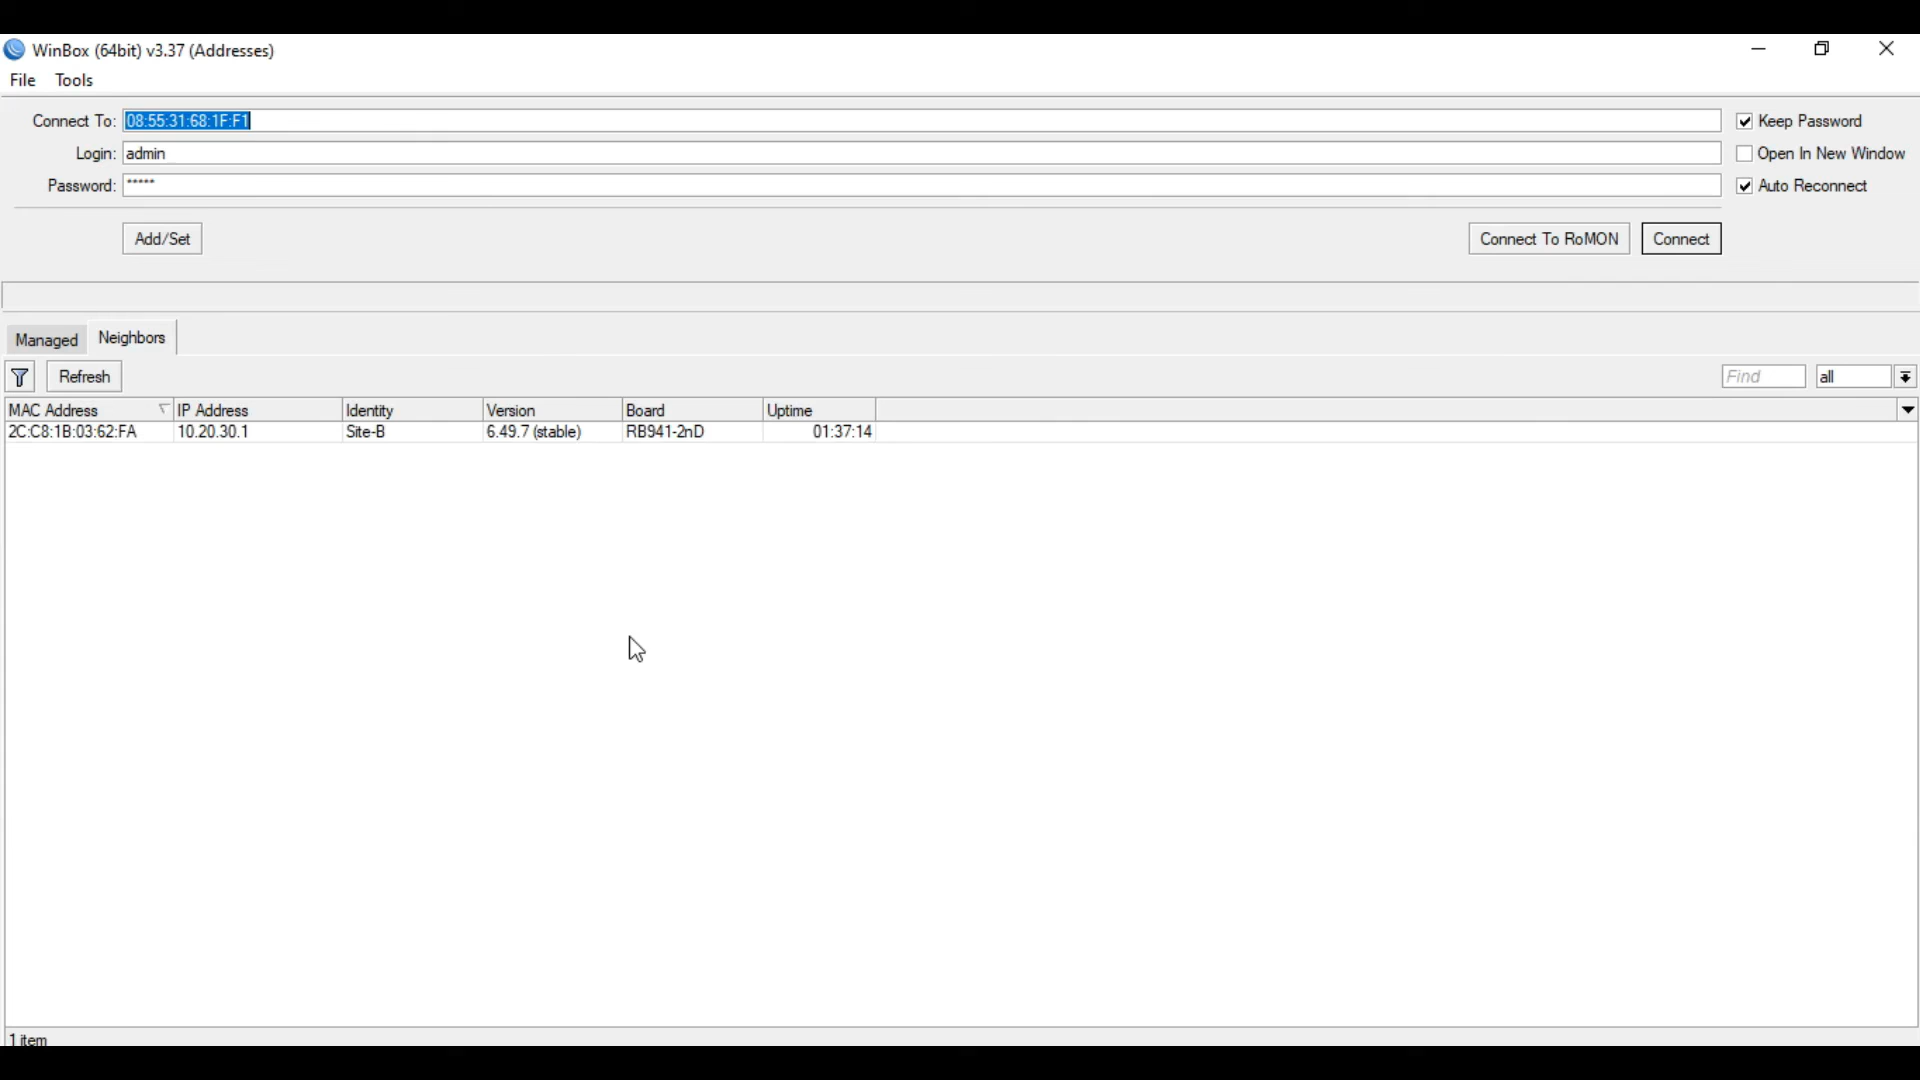 WinBox (64bit) v3.37 (Addresses)
File Tools
Connect To: 08:55:31:68:1F:F1 Keep Password
Login: admin Open In New Window
Password: ***** Auto Reconnect
Add/Set Connect To RoMON Connect
Managed Neighbors
Refresh Find all
MAC Address IP Address Identity Version Board Uptime
2C:C8:1B:03:62:FA 10.20.30.1 Site-B 6.49.7 (stable) RB941-2nD 01:37:14
1 item